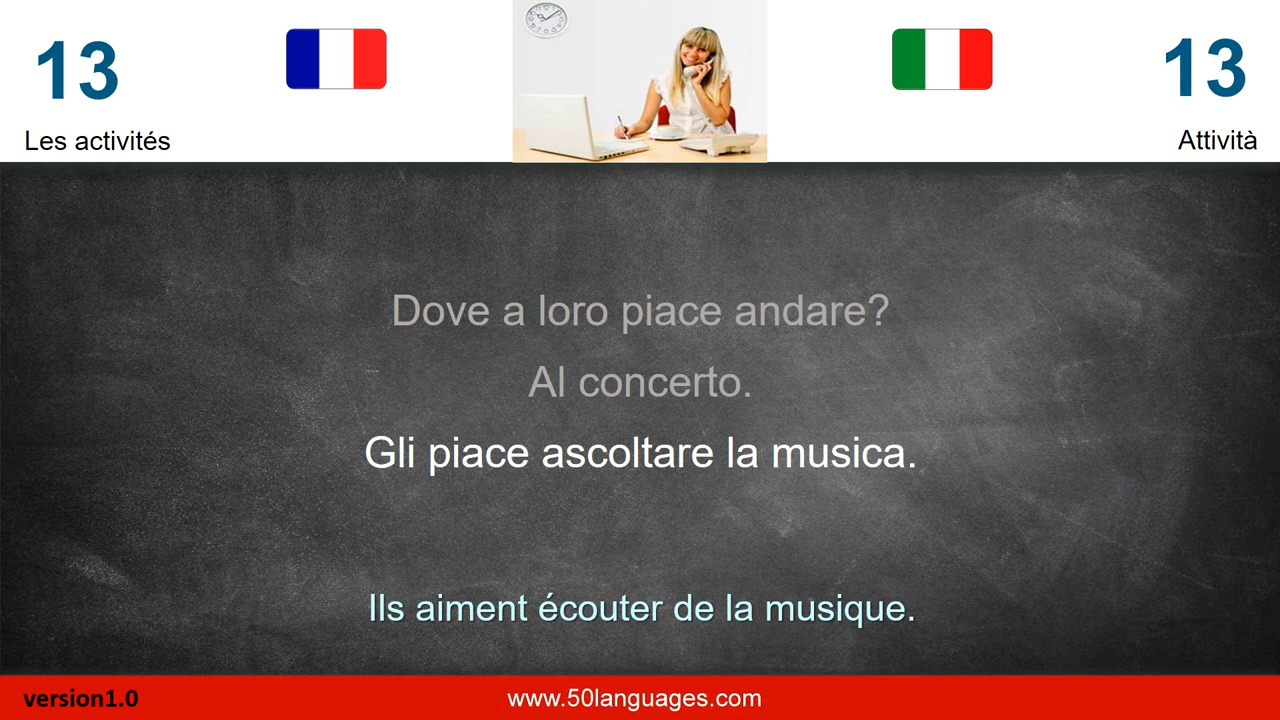 13
13
Les activités
Attività
Dove a loro piace andare?
Al concerto.
Gli piace ascoltare la musica.
Ils aiment écouter de la musique.
version1.0
www.50languages.com